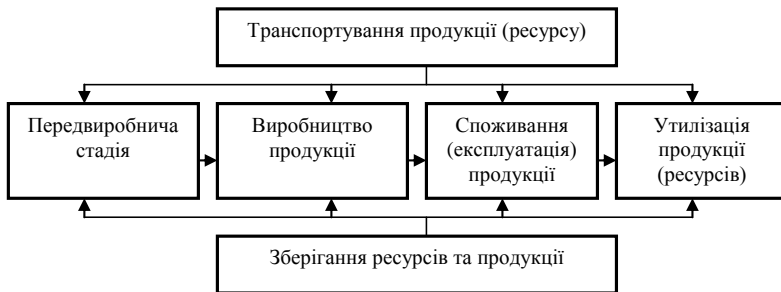 Транспортування продукції (ресурсу)
Передвиробнича
стадія
Виробництво
продукції
Споживання
(експлуатація)
продукції
Утилізація
продукції
(ресурсів)
Зберігання ресурсів та продукції